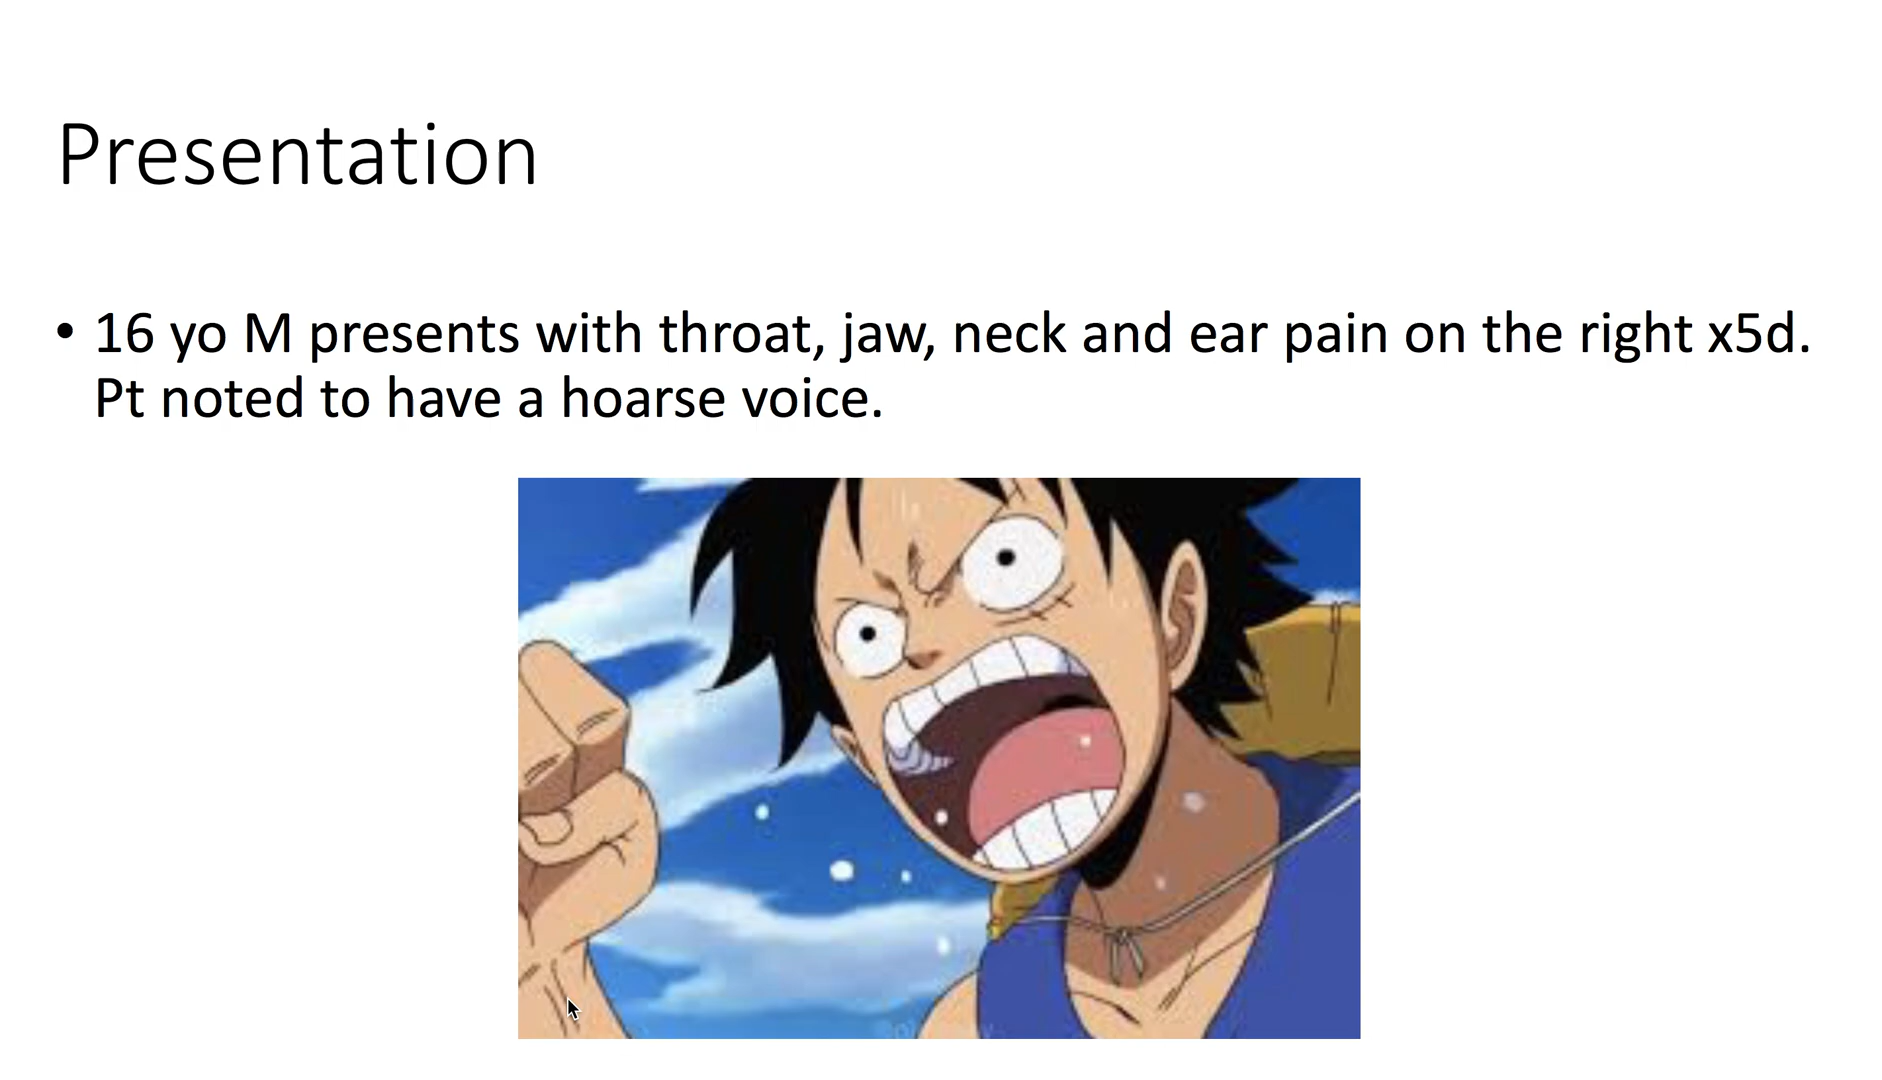 Presentation
• 16 yo M presents with throat, jaw, neck and ear pain on the right x5d.
Pt noted to have a hoarse voice.